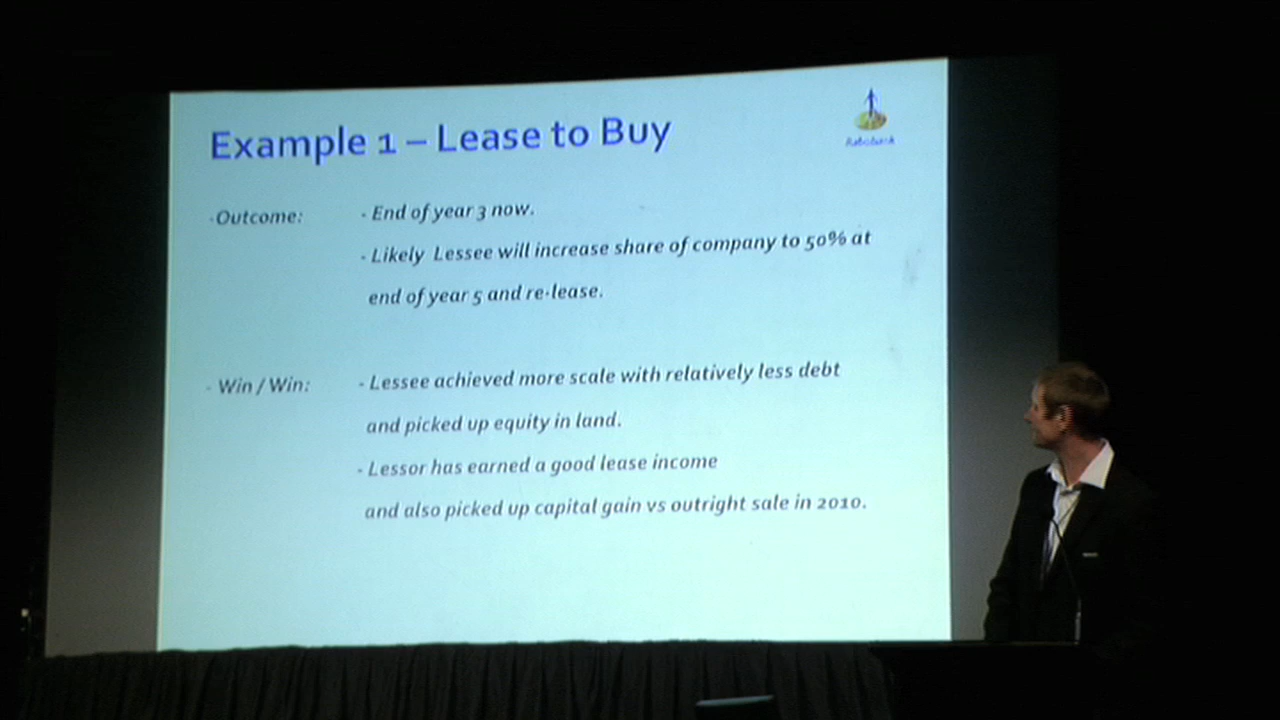 Example 1 – Lease to Buy
Rabobank
-Outcome: - End of year 3 now.
- Likely Lessee will increase share of company to 50% at
end of year 5 and re-lease.
- Win / Win: - Lessee achieved more scale with relatively less debt
and picked up equity in land.
- Lessor has earned a good lease income
and also picked up capital gain vs outright sale in 2010.